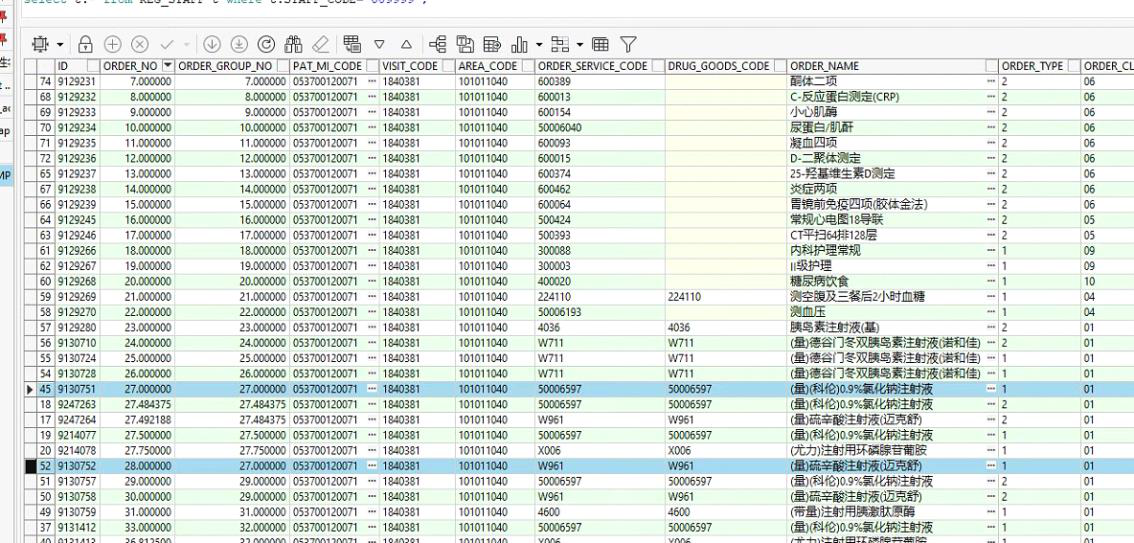 select t.* from REG_STAFF t where t.STAFF_CODE='009999';
ID ORDER_NO ORDER_GROUP_NO PAT_MI_CODE VISIT_CODE AREA_CODE ORDER_SERVICE_CODE DRUG_GOODS_CODE ORDER_NAME ORDER_TYPE ORDER_CL
74 9129231 7.000000 7.000000 053700120071 ··· 1840381 101011040 600389 酮体二项 ··· 2 06
68 9129232 8.000000 8.000000 053700120071 ··· 1840381 101011040 600013 C-反应蛋白测定(CRP) ··· 2 06
69 9129233 9.000000 9.000000 053700120071 ··· 1840381 101011040 600154 小心肌酶 ··· 2 06
70 9129234 10.000000 10.000000 053700120071 ··· 1840381 101011040 50006040 尿蛋白/肌酐 ··· 2 06
71 9129235 11.000000 11.000000 053700120071 ··· 1840381 101011040 600093 凝血四项 ··· 2 06
72 9129236 12.000000 12.000000 053700120071 ··· 1840381 101011040 600015 D-二聚体测定 ··· 2 06
65 9129237 13.000000 13.000000 053700120071 ··· 1840381 101011040 600374 25-羟基维生素D测定 ··· 2 06
67 9129238 14.000000 14.000000 053700120071 ··· 1840381 101011040 600462 炎症两项 ··· 2 06
66 9129239 15.000000 15.000000 053700120071 ··· 1840381 101011040 600064 胃镜前免疫四项(胶体金法) ··· 2 06
64 9129245 16.000000 16.000000 053700120071 ··· 1840381 101011040 500424 常规心电图18导联 ··· 2 05
63 9129246 17.000000 17.000000 053700120071 ··· 1840381 101011040 500393 CT平扫64排128层 ··· 2 05
61 9129266 18.000000 18.000000 053700120071 ··· 1840381 101011040 300088 内科护理常规 ··· 1 09
62 9129267 19.000000 19.000000 053700120071 ··· 1840381 101011040 300003 II级护理 ··· 1 09
60 9129268 20.000000 20.000000 053700120071 ··· 1840381 101011040 400020 糖尿病饮食 ··· 1 10
59 9129269 21.000000 21.000000 053700120071 ··· 1840381 101011040 224110 224110 测空腹及三餐后2小时血糖 ··· 1 04
58 9129270 22.000000 22.000000 053700120071 ··· 1840381 101011040 50006193 测血压 ··· 1 04
57 9129280 23.000000 23.000000 053700120071 ··· 1840381 101011040 4036 4036 胰岛素注射液(基) ··· 2 01
56 9130710 24.000000 24.000000 053700120071 ··· 1840381 101011040 W711 W711 (量)德谷门冬双胰岛素注射液(诺和佳) ··· 2 01
55 9130724 25.000000 25.000000 053700120071 ··· 1840381 101011040 W711 W711 (量)德谷门冬双胰岛素注射液(诺和佳) ··· 1 01
54 9130728 26.000000 26.000000 053700120071 ··· 1840381 101011040 W711 W711 (量)德谷门冬双胰岛素注射液(诺和佳) ··· 1 01
45 9130751 27.000000 27.000000 053700120071 ··· 1840381 101011040 50006597 50006597 (量)(科伦)0.9%氯化钠注射液 ··· 1 01
18 9247263 27.484375 27.484375 053700120071 ··· 1840381 101011040 50006597 50006597 (量)(科伦)0.9%氯化钠注射液 ··· 2 01
17 9247264 27.492188 27.484375 053700120071 ··· 1840381 101011040 W961 W961 (量)硫辛酸注射液(迈克舒) ··· 2 01
19 9214077 27.500000 27.500000 053700120071 ··· 1840381 101011040 50006597 50006597 (量)(科伦)0.9%氯化钠注射液 ··· 1 01
20 9214078 27.750000 27.750000 053700120071 ··· 1840381 101011040 X006 X006 (尤力)注射用环磷腺苷葡胺 ··· 1 01
52 9130752 28.000000 27.000000 053700120071 ··· 1840381 101011040 W961 W961 (量)硫辛酸注射液(迈克舒) ··· 1 01
51 9130757 29.000000 29.000000 053700120071 ··· 1840381 101011040 50006597 50006597 (量)(科伦)0.9%氯化钠注射液 ··· 2 01
50 9130758 30.000000 29.000000 053700120071 ··· 1840381 101011040 W961 W961 (量)硫辛酸注射液(迈克舒) ··· 2 01
49 9130759 31.000000 31.000000 053700120071 ··· 1840381 101011040 4600 4600 (带量)注射用胰激肽原酶 ··· 1 01
37 9131412 33.000000 32.000000 053700120071 ··· 1840381 101011040 50006597 50006597 (量)(科伦)0.9%氯化钠注射液 ··· 1 01